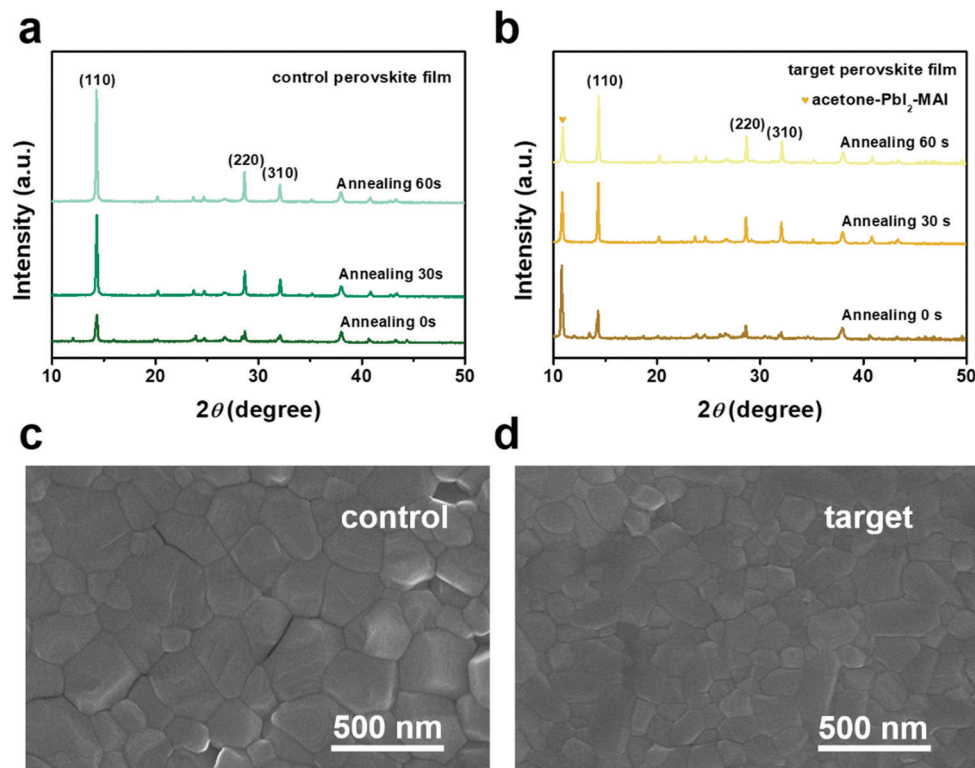 a
control perovskite film
(110)
(220)
(310)
Annealing 60s
Annealing 30s
Annealing 0s
Intensity (a.u.)
10 20 30 40 50
2θ (degree)
b
target perovskite film
♥ acetone-PbI₂-MAI
(110)
(220)
(310)
Annealing 60 s
Annealing 30 s
Annealing 0 s
Intensity (a.u.)
10 20 30 40 50
2θ (degree)
c
control
500 nm
d
target
500 nm